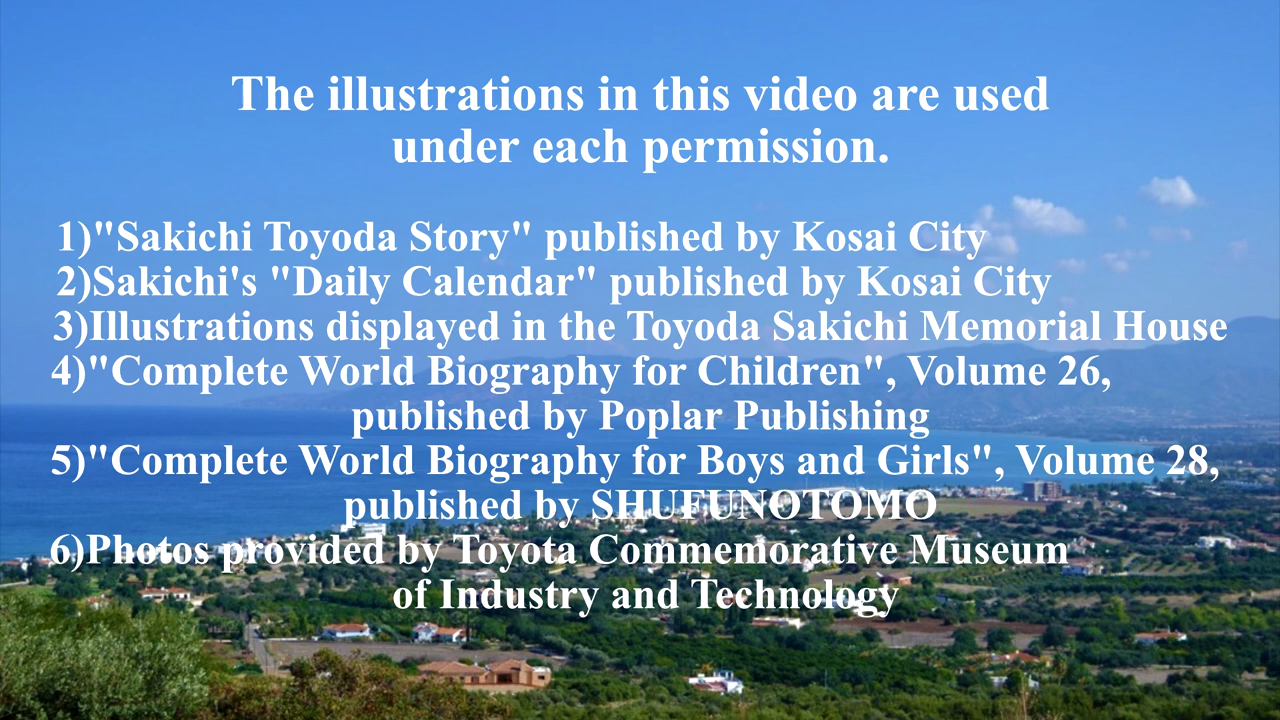 The illustrations in this video are used
under each permission.
1)"Sakichi Toyoda Story" published by Kosai City
2)Sakichi's "Daily Calendar" published by Kosai City
3)Illustrations displayed in the Toyoda Sakichi Memorial House
4)"Complete World Biography for Children", Volume 26,
published by Poplar Publishing
5)"Complete World Biography for Boys and Girls", Volume 28,
published by SHUFUNOTOMO
6)Photos provided by Toyota Commemorative Museum
of Industry and Technology